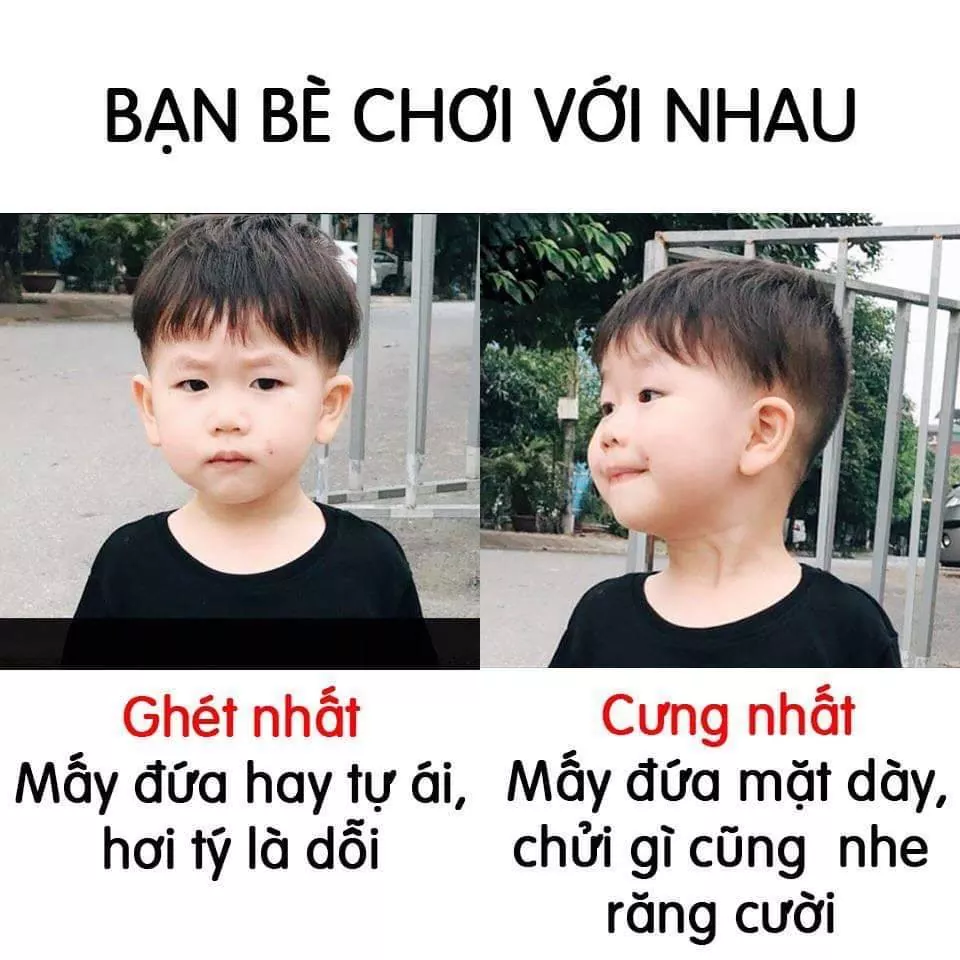 BẠN BÈ CHƠI VỚI NHAU
Ghét nhất
Mấy đứa hay tự ái,
hơi tý là dỗi
Cưng nhất
Mấy đứa mặt dày,
chửi gì cũng nhe
răng cười